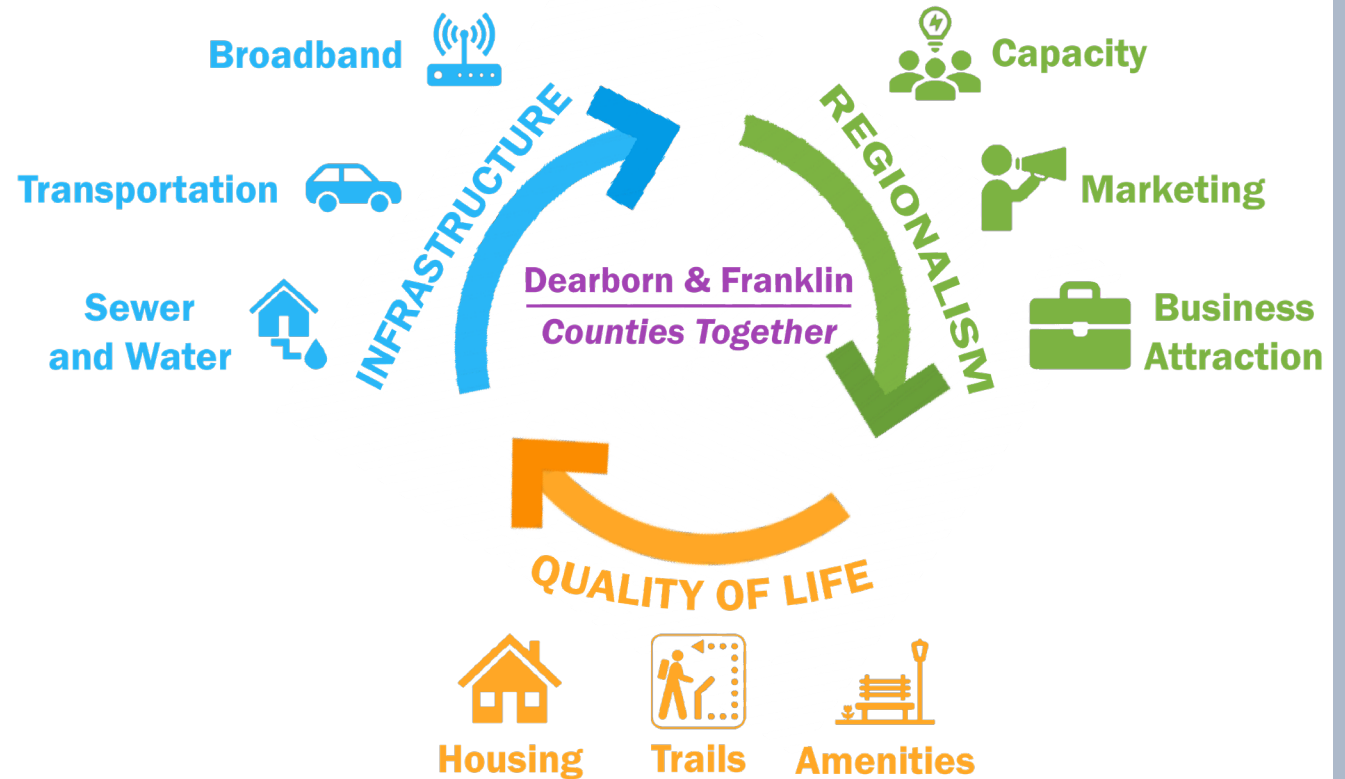 Broadband
Transportation
Sewer
and Water
INFRASTRUCTURE
Capacity
Marketing
Business
Attraction
REGIONALISM
Dearborn & Franklin
Counties Together
QUALITY OF LIFE
Housing
Trails
Amenities